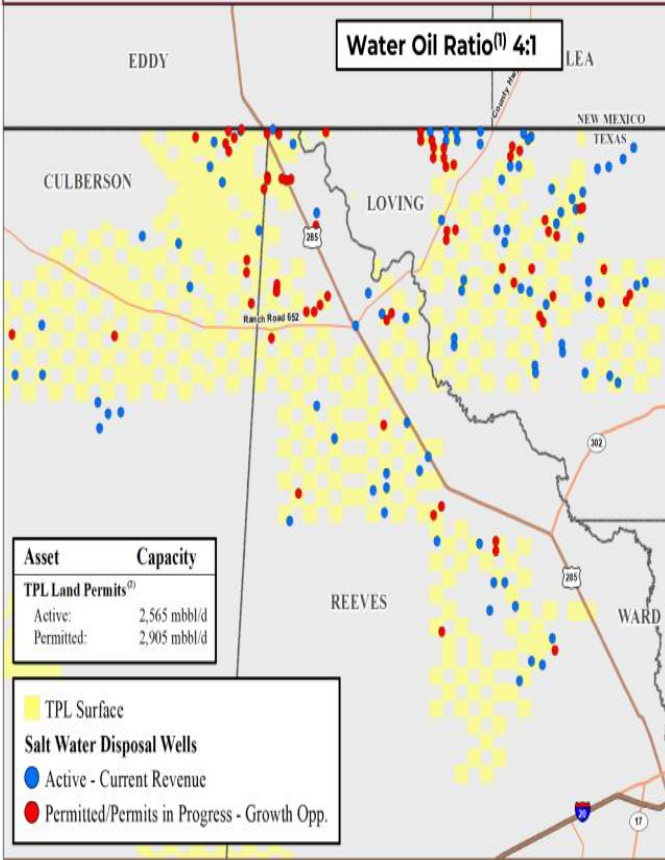 Water Oil Ratio(1) 4:1
EDDY
LEA
County Hwy
NEW MEXICO
TEXAS
CULBERSON
LOVING
285
Ranch Road 652
302
285
REEVES
WARD
20
17
Asset Capacity
TPL Land Permits(2)
Active: 2,565 mbbl/d
Permitted: 2,905 mbbl/d
TPL Surface
Salt Water Disposal Wells
Active - Current Revenue
Permitted/Permits in Progress - Growth Opp.